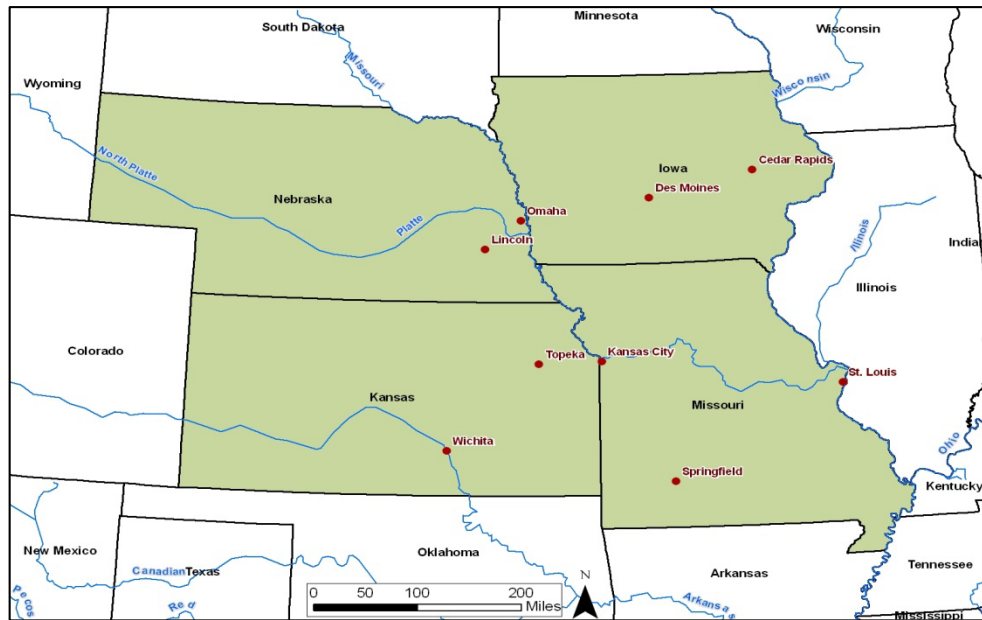 Minnesota
South Dakota
Wisconsin
Missouri
Wyoming
Wisconsin
North Platte
Cedar Rapids
Iowa
Des Moines
Nebraska
Omaha
Platte
Illinois
Lincoln
India
Illinois
Colorado
Kansas City
Topeka
St. Louis
Kansas
Missouri
Wichita
Ohio
Springfield
Kentucky
New Mexico
Oklahoma
Canadian
Texas
Arkansas
Tennessee
N
0 50 100 200
Miles
Pecos
Red
Arkansas
Mississippi